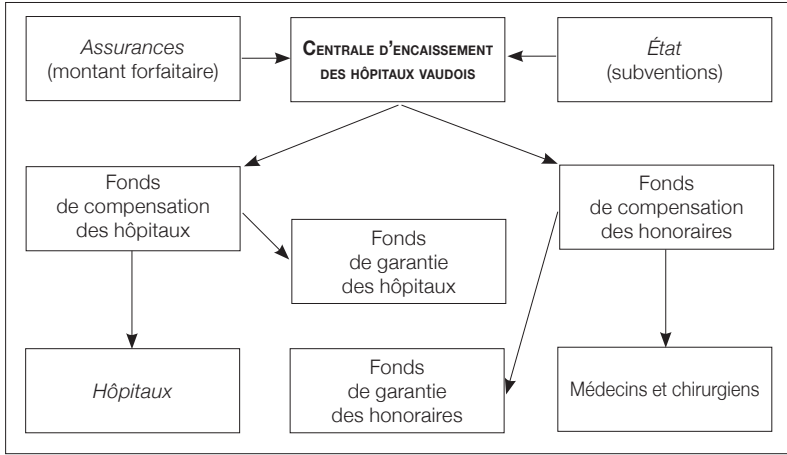 Assurances
(montant forfaitaire)
CENTRALE D'ENCAISSEMENT
DES HÔPITAUX VAUDOIS
État
(subventions)
Fonds
de compensation
des hôpitaux
Fonds
de garantie
des hôpitaux
Fonds
de compensation
des honoraires
Hôpitaux
Fonds
de garantie
des honoraires
Médecins et chirurgiens